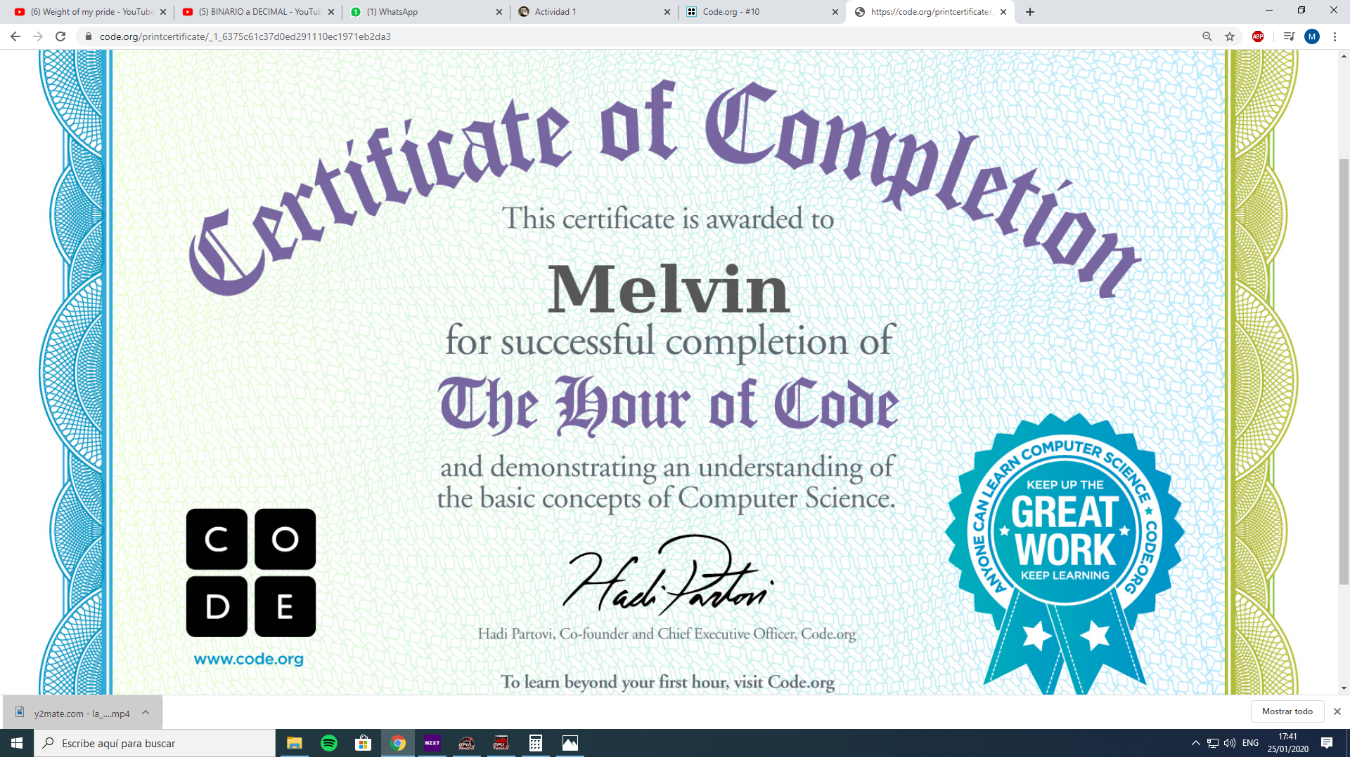 (6) Weight of my pride - YouTube
(5) BINARIO a DECIMAL - YouTub
(1) WhatsApp
Actividad 1
Code.org - #10
https://code.org/printcertificate/_
code.org/printcertificate/_1_6375c61c37d0ed291110ec1971eb2da3
ABP
M
Certificate of Completion
This certificate is awarded to
Melvin
for successful completion of
The Hour of Code
and demonstrating an understanding of
the basic concepts of Computer Science.
C O
D E
www.code.org
Hadi Partovi
Hadi Partovi, Co-founder and Chief Executive Officer, Code.org
To learn beyond your first hour, visit Code.org
ANYONE CAN LEARN COMPUTER SCIENCE ★ CODE.ORG
KEEP UP THE
GREAT
WORK
KEEP LEARNING
y2mate.com - la_....mp4
Mostrar todo
Escribe aquí para buscar
NZXT
ENG
17:41
25/01/2020